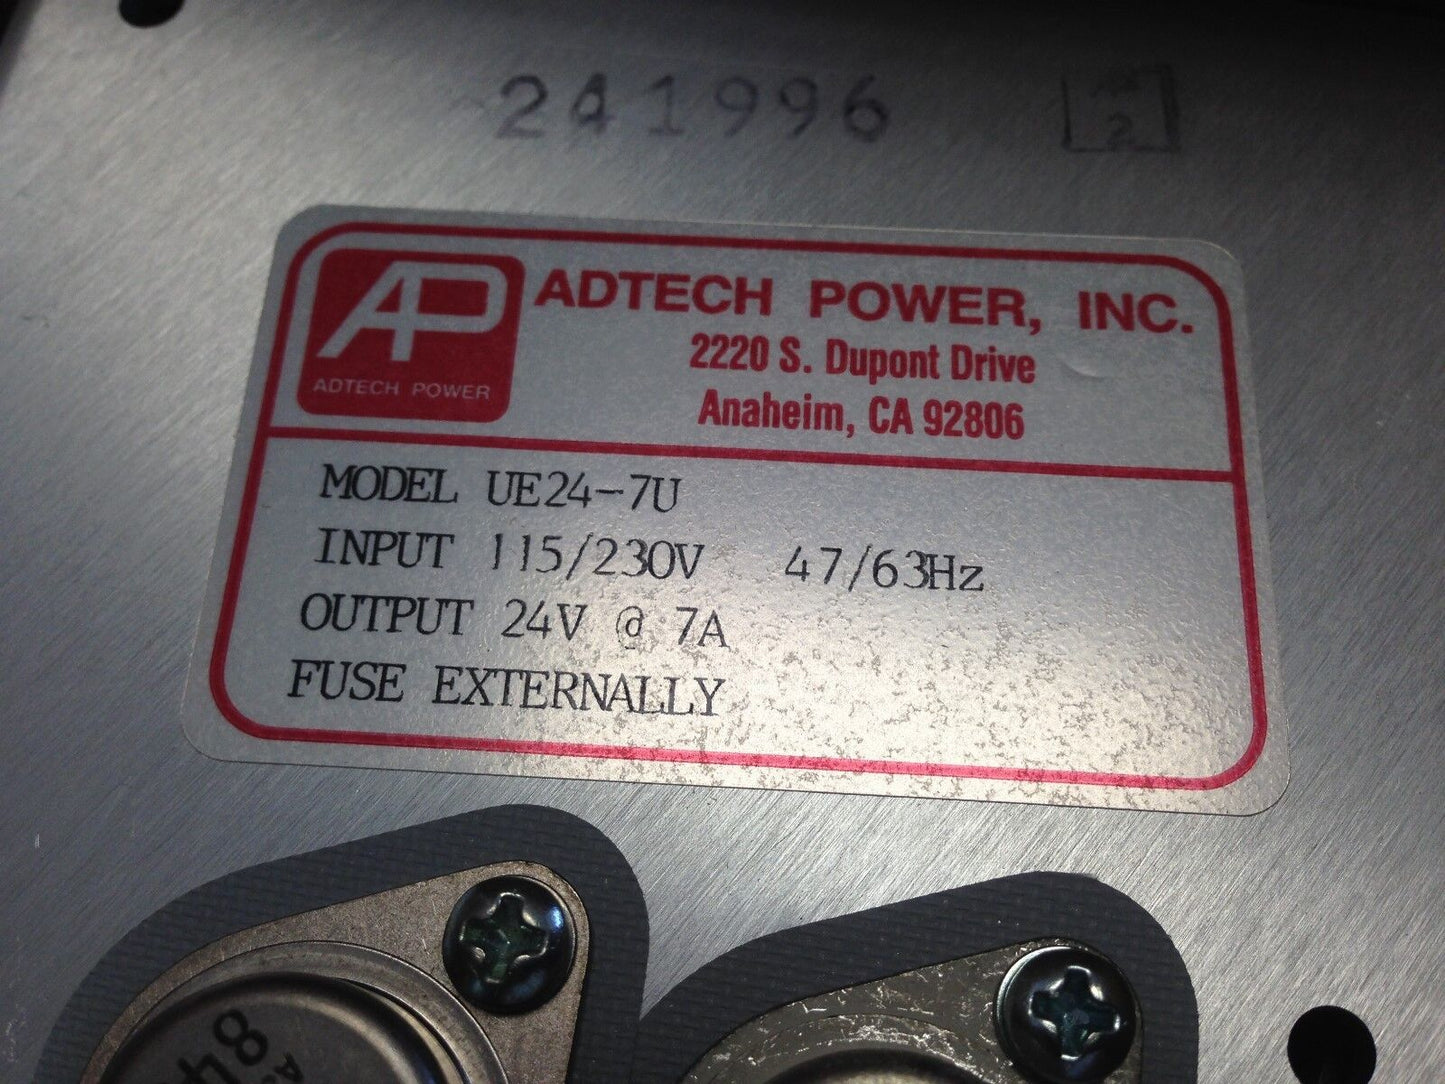 241996
2
AP
ADTECH POWER
ADTECH POWER, INC.
2220 S. Dupont Drive
Anaheim, CA 92806
MODEL UE24-7U
INPUT 115/230V 47/63Hz
OUTPUT 24V @ 7A
FUSE EXTERNALLY